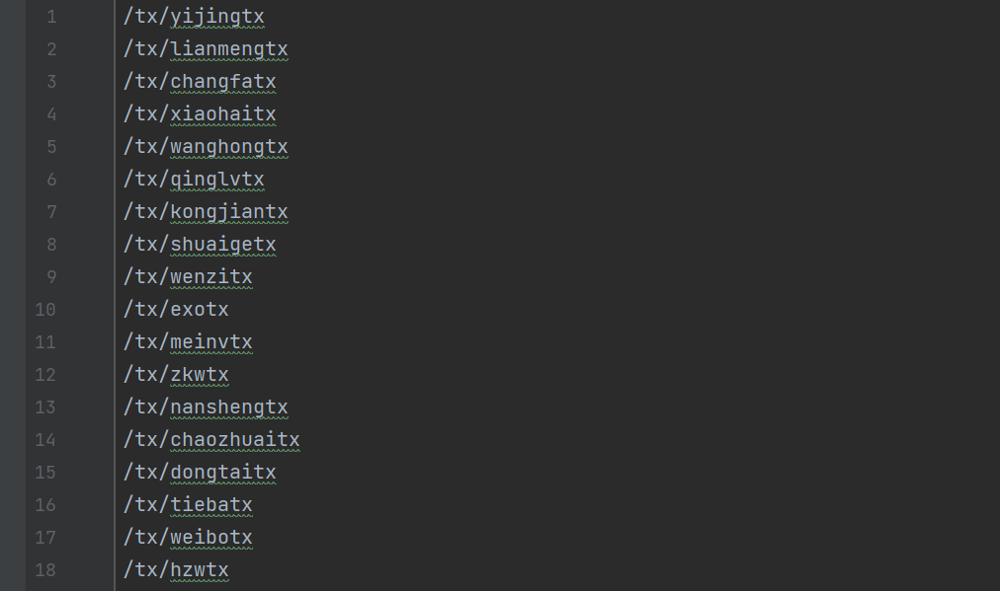 1 /tx/yijingtx
2 /tx/lianmengtx
3 /tx/changfatx
4 /tx/xiaohaitx
5 /tx/wanghongtx
6 /tx/qinglvtx
7 /tx/kongjiantx
8 /tx/shuaigetx
9 /tx/wenzitx
10 /tx/exotx
11 /tx/meinvtx
12 /tx/zkwtx
13 /tx/nanshengtx
14 /tx/chaozhuaitx
15 /tx/dongtaitx
16 /tx/tiebatx
17 /tx/weibotx
18 /tx/hzwtx